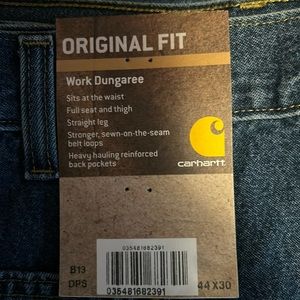 ORIGINAL FIT
Work Dungaree
Sits at the waist
Full seat and thigh
Straight leg
Stronger, sewn-on-the-seam
belt loops
Heavy hauling reinforced
back pockets
carhartt
035481682391
B13
DPS
035481682391
44 X 30